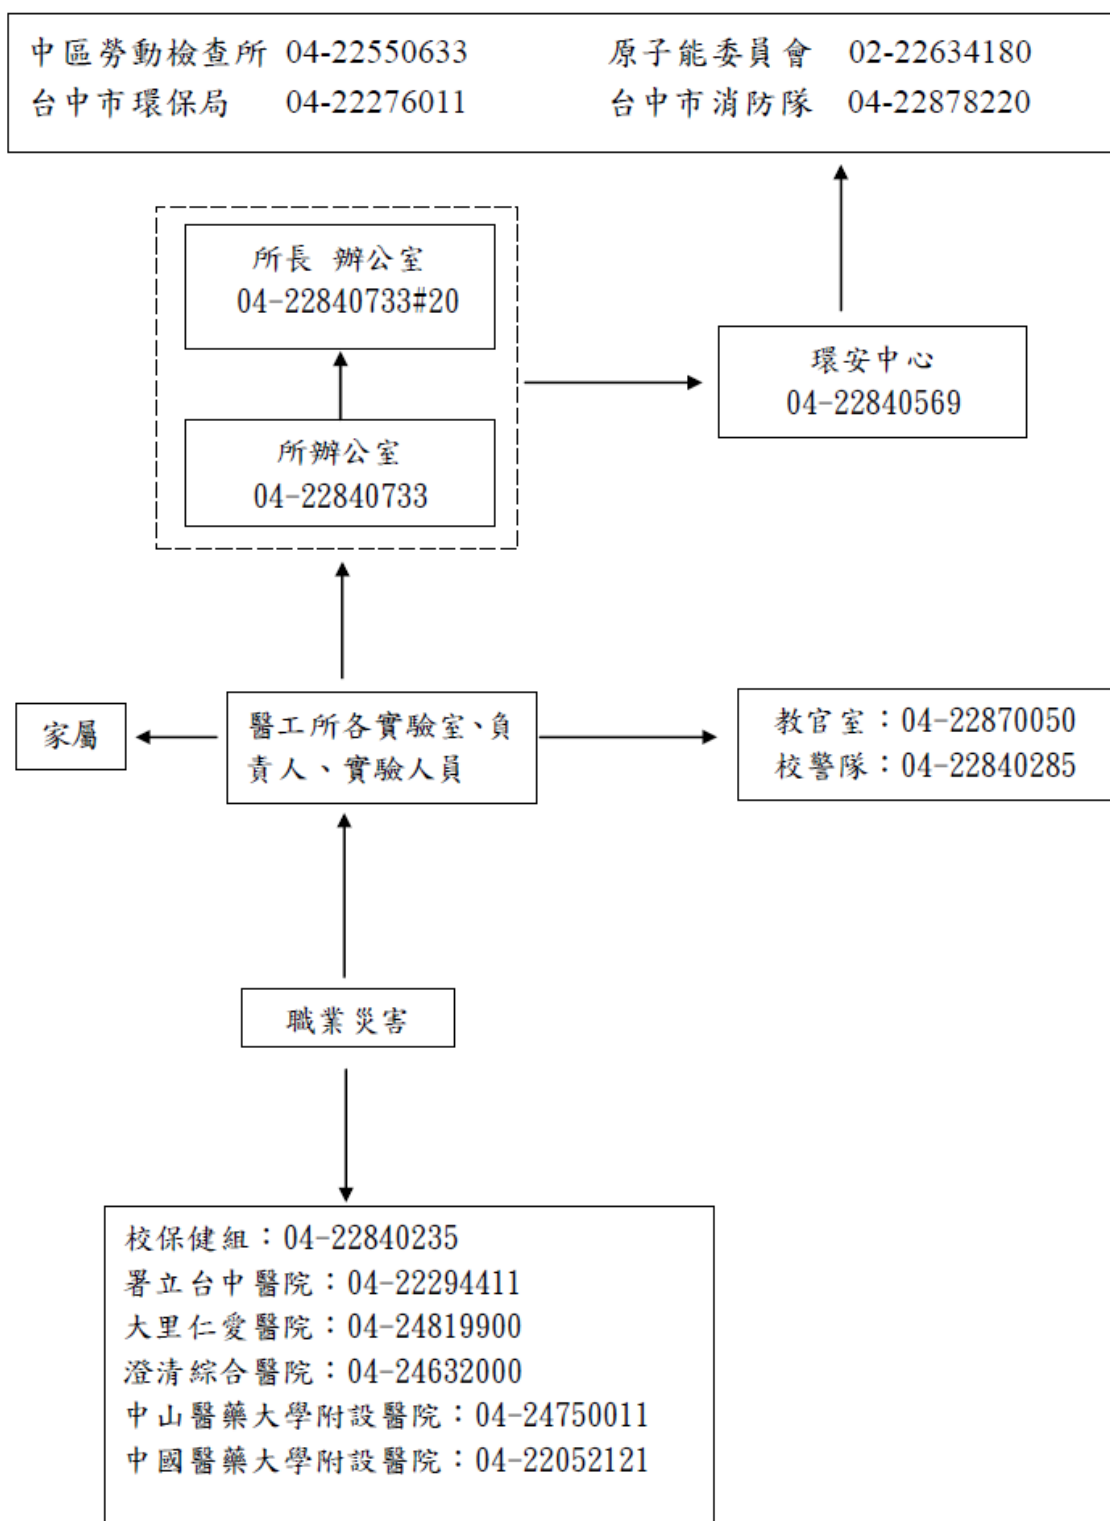 中區勞動檢查所 04-22550633 原子能委員會 02-22634180
台中市環保局 04-22276011 台中市消防隊 04-22878220
所長 辦公室
04-22840733#20
環安中心
04-22840569
所辦公室
04-22840733
家屬
醫工所各實驗室、負
責人、實驗人員
教官室：04-22870050
校警隊：04-22840285
職業災害
校保健組：04-22840235
署立台中醫院：04-22294411
大里仁愛醫院：04-24819900
澄清綜合醫院：04-24632000
中山醫藥大學附設醫院：04-24750011
中國醫藥大學附設醫院：04-22052121